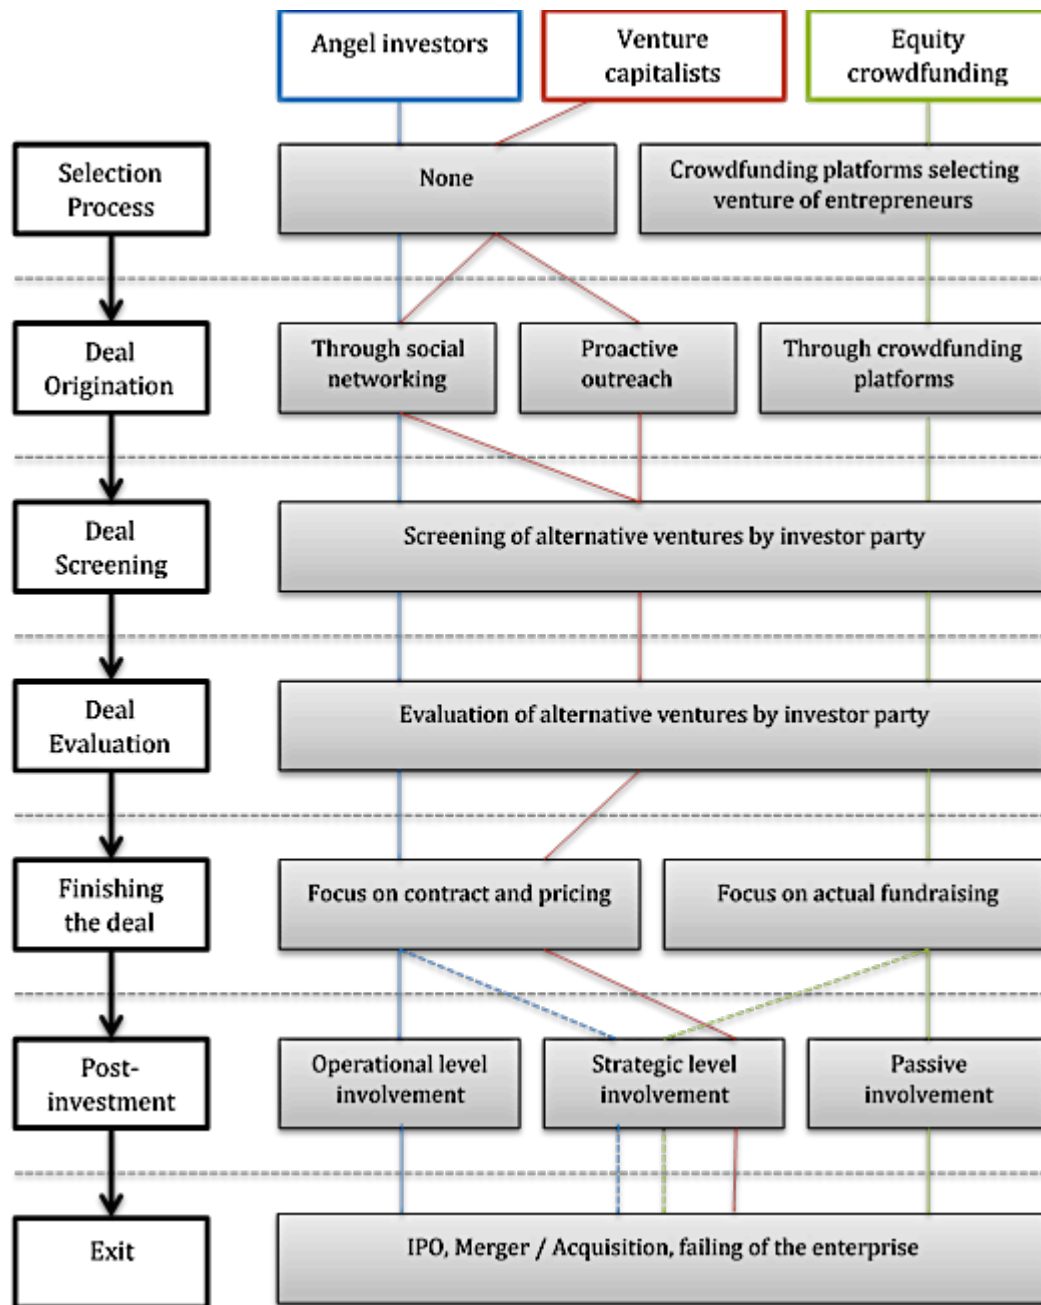 Angel investors
Venture
capitalists
Equity
crowdfunding
Selection
Process
None
Crowdfunding platforms selecting
venture of entrepreneurs
Deal
Origination
Through social
networking
Proactive
outreach
Through crowdfunding
platforms
Deal
Screening
Screening of alternative ventures by investor party
Deal
Evaluation
Evaluation of alternative ventures by investor party
Finishing
the deal
Focus on contract and pricing
Focus on actual fundraising
Post-
investment
Operational level
involvement
Strategic level
involvement
Passive
involvement
Exit
IPO, Merger / Acquisition, failing of the enterprise